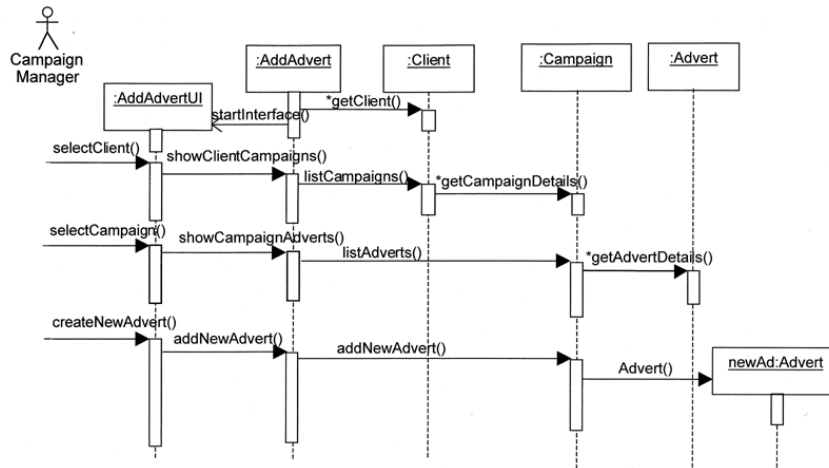 Campaign
Manager
:AddAdvertUI
:AddAdvert
:Client
:Campaign
:Advert
*getClient()
startInterface()
selectClient()
showClientCampaigns()
listCampaigns()
*getCampaignDetails()
selectCampaign()
showCampaignAdverts()
listAdverts()
*getAdvertDetails()
createNewAdvert()
addNewAdvert()
addNewAdvert()
Advert()
newAd:Advert